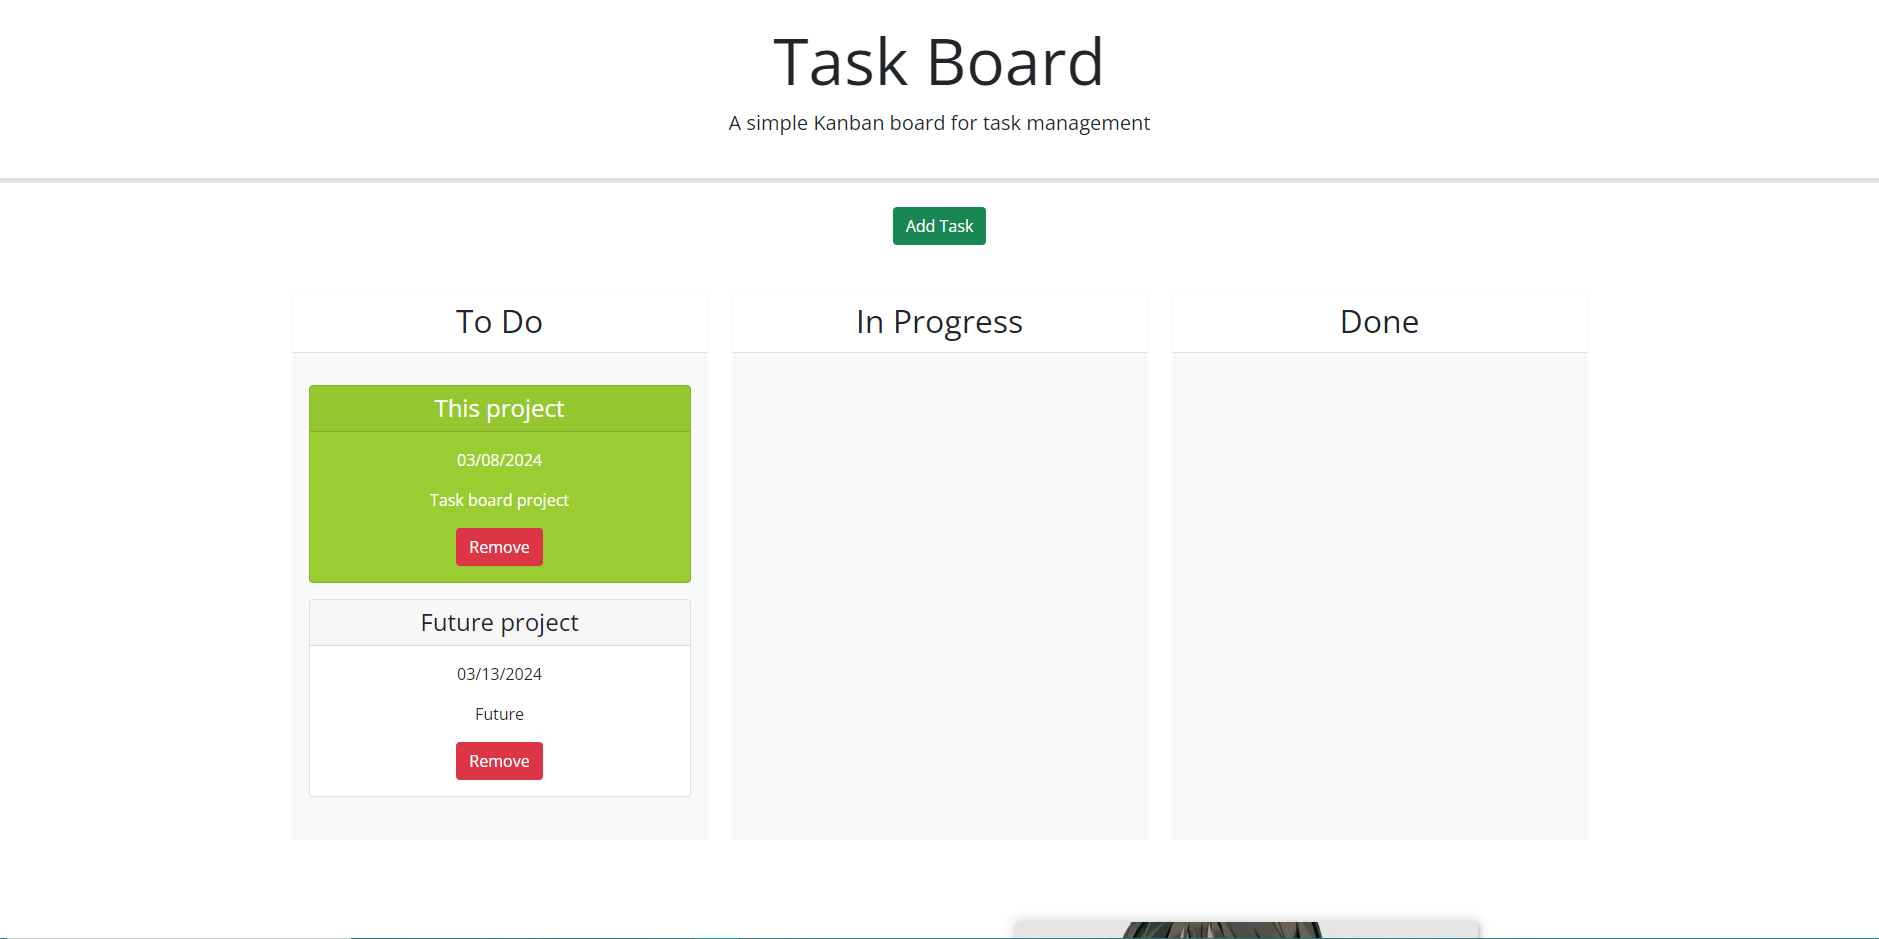 Task Board
A simple Kanban board for task management
Add Task
To Do
In Progress
Done
This project
03/08/2024
Task board project
Remove
Future project
03/13/2024
Future
Remove